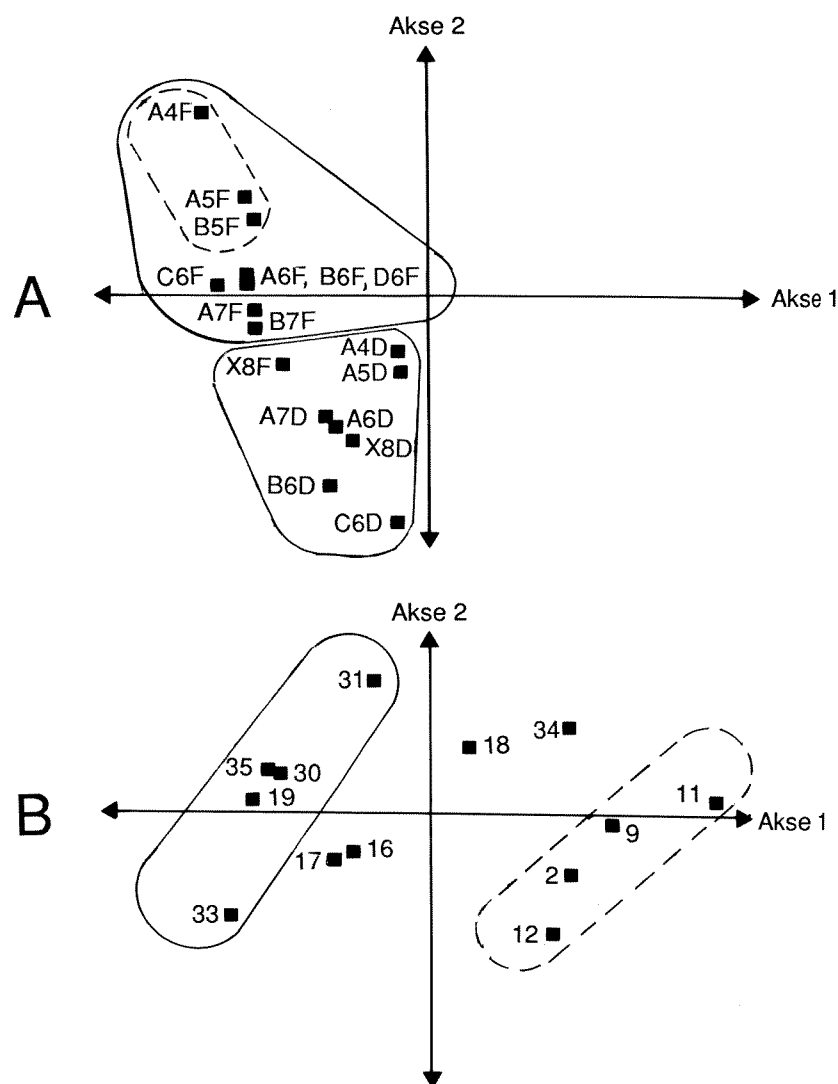 Akse 2
A4F
A5F
B5F
C6F A6F, B6F, D6F
A Akse 1
A7F B7F
X8F A4D
A5D
A7D A6D
X8D
B6D
C6D
Akse 2
31
34
18
35 30
19 11
B Akse 1
9
17 16
2
33 12